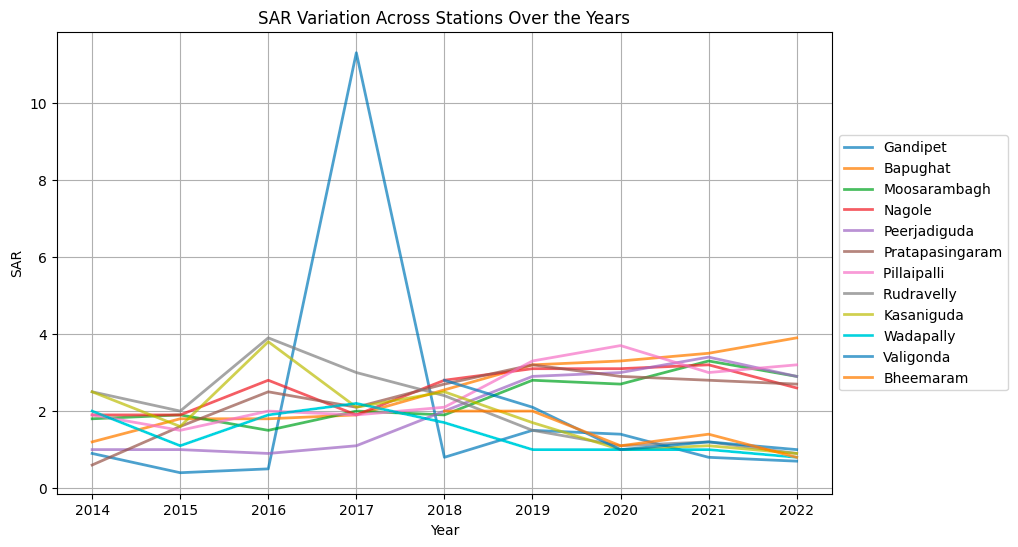 SAR Variation Across Stations Over the Years
SAR
10
8
6
4
2
0
2014 2015 2016 2017 2018 2019 2020 2021 2022
Year
Gandipet
Bapughat
Moosarambagh
Nagole
Peerjadiguda
Pratapasingaram
Pillaipalli
Rudravelly
Kasaniguda
Wadapally
Valigonda
Bheemaram